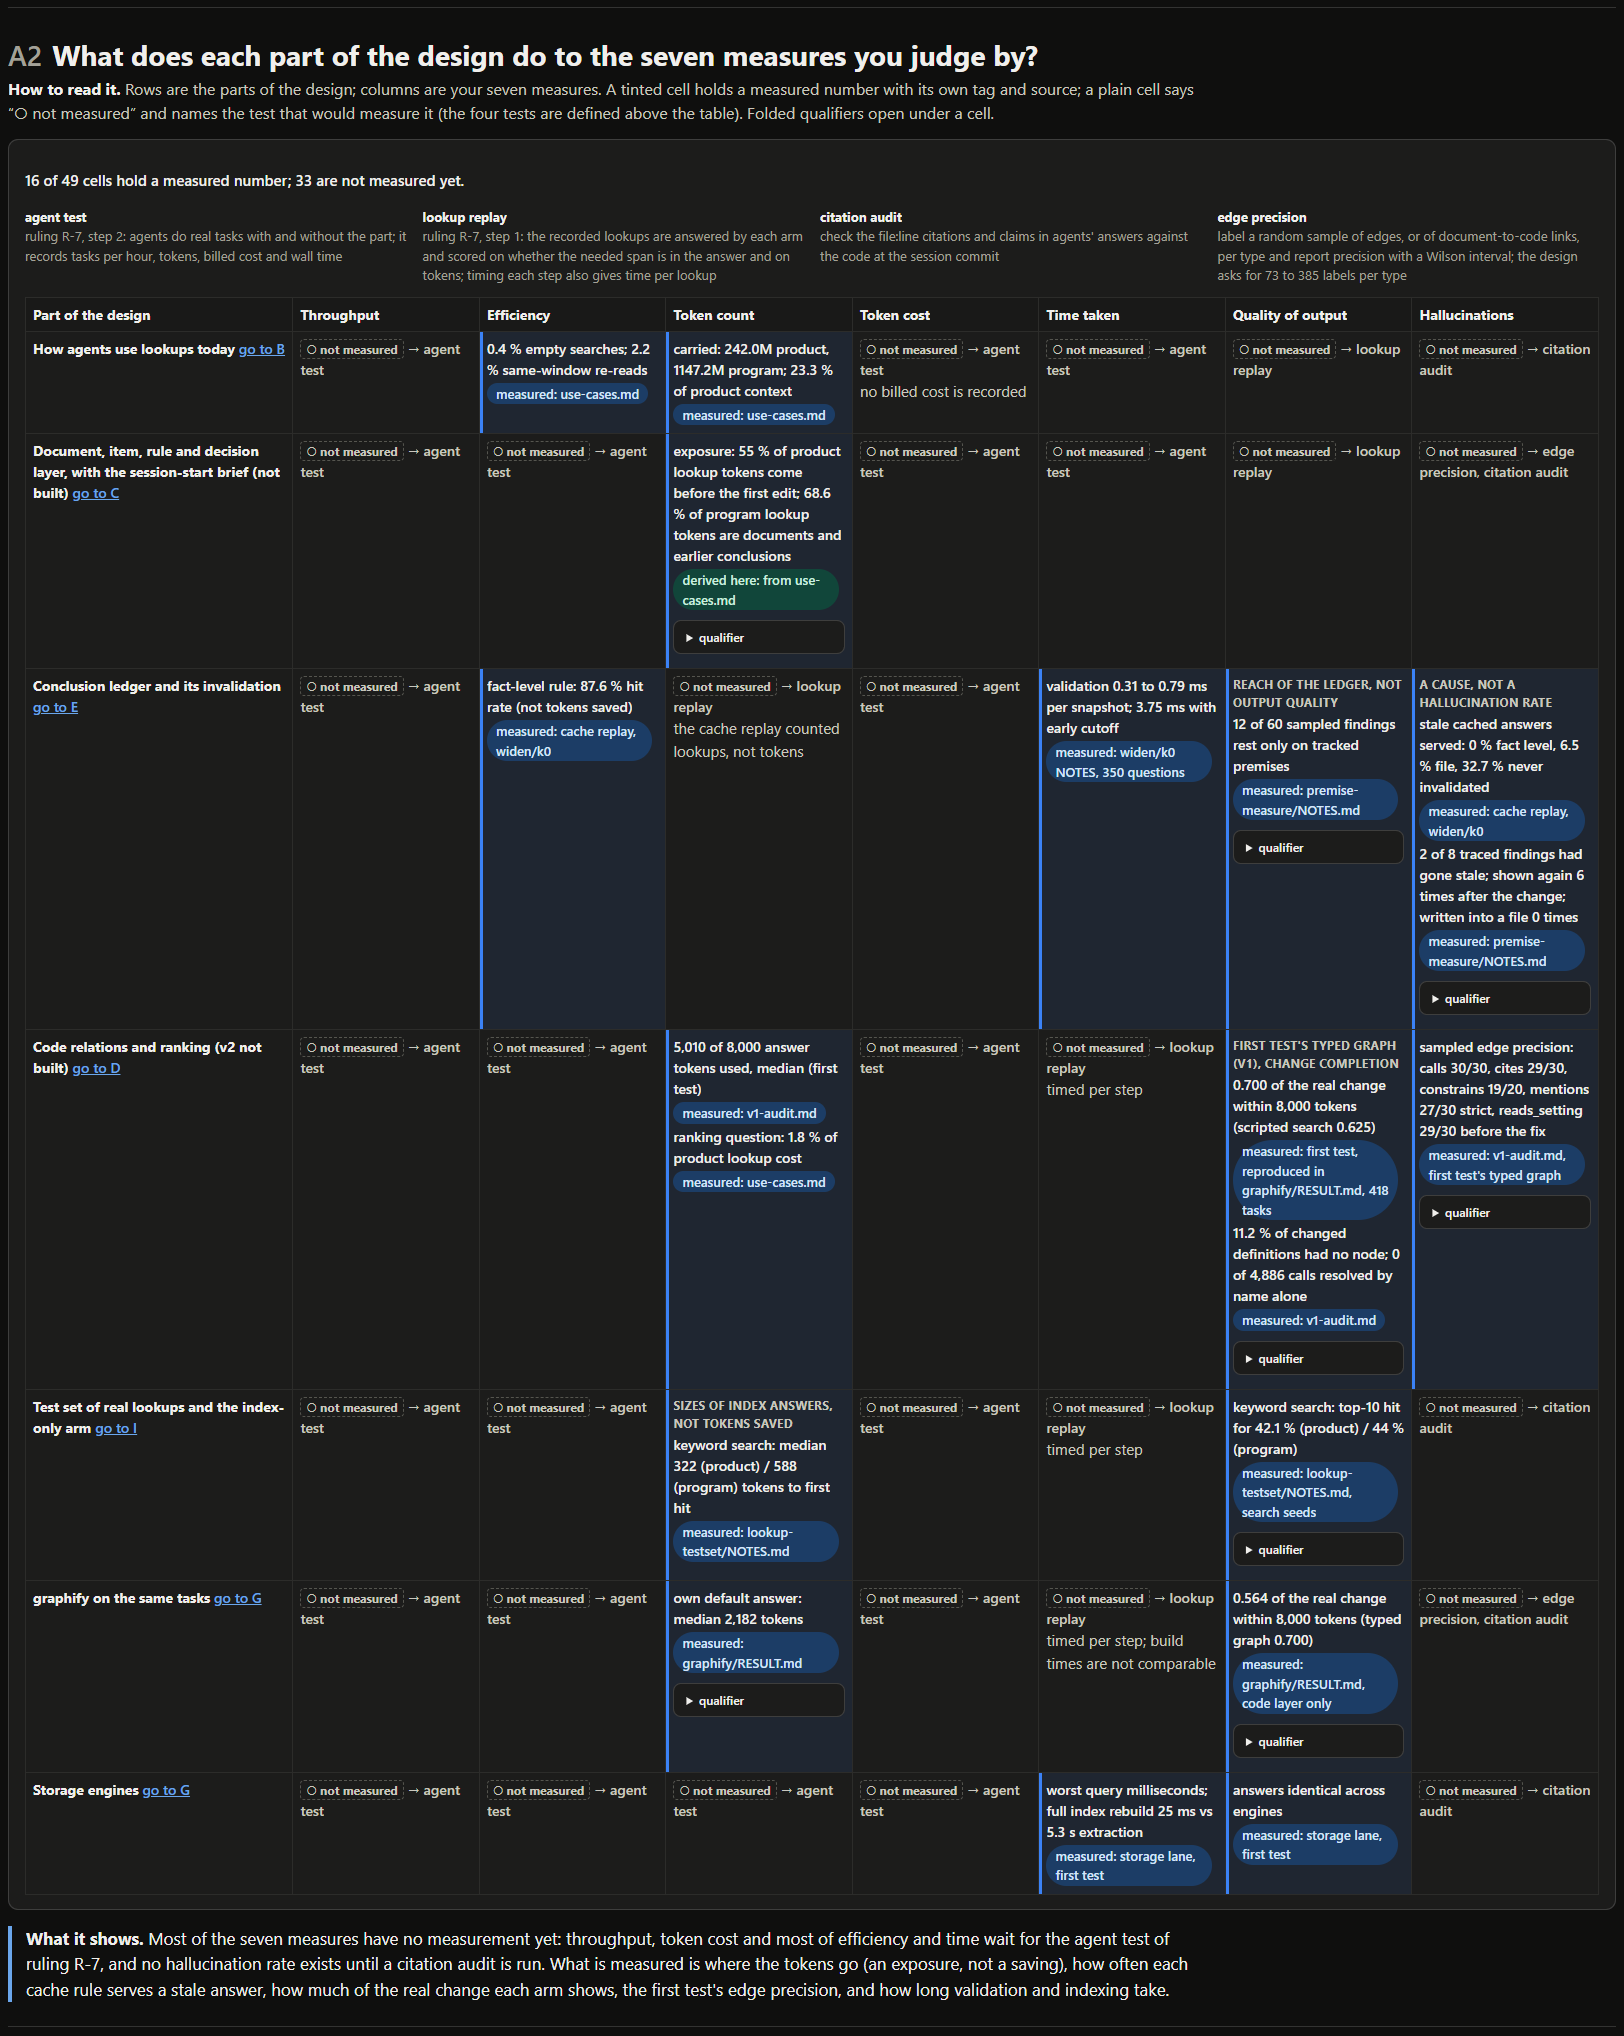 A2 What does each part of the design do to the seven measures you judge by?
How to read it. Rows are the parts of the design; columns are your seven measures. A tinted cell holds a measured number with its own tag and source; a plain cell says
“○ not measured” and names the test that would measure it (the four tests are defined above the table). Folded qualifiers open under a cell.
16 of 49 cells hold a measured number; 33 are not measured yet.
agent test
ruling R-7, step 2: agents do real tasks with and without the part; it
records tasks per hour, tokens, billed cost and wall time
lookup replay
ruling R-7, step 1: the recorded lookups are answered by each arm
and scored on whether the needed span is in the answer and on
tokens; timing each step also gives time per lookup
citation audit
check the file:line citations and claims in agents' answers against
the code at the session commit
edge precision
label a random sample of edges, or of document-to-code links,
per type and report precision with a Wilson interval; the design
asks for 73 to 385 labels per type
Part of the design
Throughput
Efficiency
Token count
Token cost
Time taken
Quality of output
Hallucinations
How agents use lookups today go to B
○ not measured → agent
test
0.4 % empty searches; 2.2
% same-window re-reads
measured: use-cases.md
carried: 242.0M product,
1147.2M program; 23.3 %
of product context
measured: use-cases.md
○ not measured → agent
test
no billed cost is recorded
○ not measured → agent
test
○ not measured → lookup
replay
○ not measured → citation
audit
Document, item, rule and decision
layer, with the session-start brief (not
built) go to C
○ not measured → agent
test
○ not measured → agent
test
exposure: 55 % of product
lookup tokens come
before the first edit; 68.6
% of program lookup
tokens are documents and
earlier conclusions
derived here: from use-
cases.md
▶ qualifier
○ not measured → agent
test
○ not measured → agent
test
○ not measured → lookup
replay
○ not measured → edge
precision, citation audit
Conclusion ledger and its invalidation
go to E
○ not measured → agent
test
fact-level rule: 87.6 % hit
rate (not tokens saved)
measured: cache replay,
widen/k0
○ not measured → lookup
replay
the cache replay counted
lookups, not tokens
○ not measured → agent
test
validation 0.31 to 0.79 ms
per snapshot; 3.75 ms with
early cutoff
measured: widen/k0
NOTES, 350 questions
REACH OF THE LEDGER, NOT
OUTPUT QUALITY
12 of 60 sampled findings
rest only on tracked
premises
measured: premise-
measure/NOTES.md
▶ qualifier
A CAUSE, NOT A
HALLUCINATION RATE
stale cached answers
served: 0 % fact level, 6.5
% file, 32.7 % never
invalidated
measured: cache replay,
widen/k0
2 of 8 traced findings had
gone stale; shown again 6
times after the change;
written into a file 0 times
measured: premise-
measure/NOTES.md
▶ qualifier
Code relations and ranking (v2 not
built) go to D
○ not measured → agent
test
○ not measured → agent
test
5,010 of 8,000 answer
tokens used, median (first
test)
measured: v1-audit.md
ranking question: 1.8 % of
product lookup cost
measured: use-cases.md
○ not measured → agent
test
○ not measured → lookup
replay
timed per step
FIRST TEST'S TYPED GRAPH
(V1), CHANGE COMPLETION
0.700 of the real change
within 8,000 tokens
(scripted search 0.625)
measured: first test,
reproduced in
graphify/RESULT.md, 418
tasks
11.2 % of changed
definitions had no node; 0
of 4,886 calls resolved by
name alone
measured: v1-audit.md
▶ qualifier
sampled edge precision:
calls 30/30, cites 29/30,
constrains 19/20, mentions
27/30 strict, reads_setting
29/30 before the fix
measured: v1-audit.md,
first test's typed graph
▶ qualifier
Test set of real lookups and the index-
only arm go to I
○ not measured → agent
test
○ not measured → agent
test
SIZES OF INDEX ANSWERS,
NOT TOKENS SAVED
keyword search: median
322 (product) / 588
(program) tokens to first
hit
measured: lookup-
testset/NOTES.md
○ not measured → agent
test
○ not measured → lookup
replay
timed per step
keyword search: top-10 hit
for 42.1 % (product) / 44 %
(program)
measured: lookup-
testset/NOTES.md,
search seeds
▶ qualifier
○ not measured → citation
audit
graphify on the same tasks go to G
○ not measured → agent
test
○ not measured → agent
test
own default answer:
median 2,182 tokens
measured:
graphify/RESULT.md
▶ qualifier
○ not measured → agent
test
○ not measured → lookup
replay
timed per step; build
times are not comparable
0.564 of the real change
within 8,000 tokens (typed
graph 0.700)
measured:
graphify/RESULT.md,
code layer only
▶ qualifier
○ not measured → edge
precision, citation audit
Storage engines go to G
○ not measured → agent
test
○ not measured → agent
test
○ not measured → agent
test
○ not measured → agent
test
worst query milliseconds;
full index rebuild 25 ms vs
5.3 s extraction
measured: storage lane,
first test
answers identical across
engines
measured: storage lane,
first test
○ not measured → citation
audit
What it shows. Most of the seven measures have no measurement yet: throughput, token cost and most of efficiency and time wait for the agent test of
ruling R-7, and no hallucination rate exists until a citation audit is run. What is measured is where the tokens go (an exposure, not a saving), how often each
cache rule serves a stale answer, how much of the real change each arm shows, the first test's edge precision, and how long validation and indexing take.